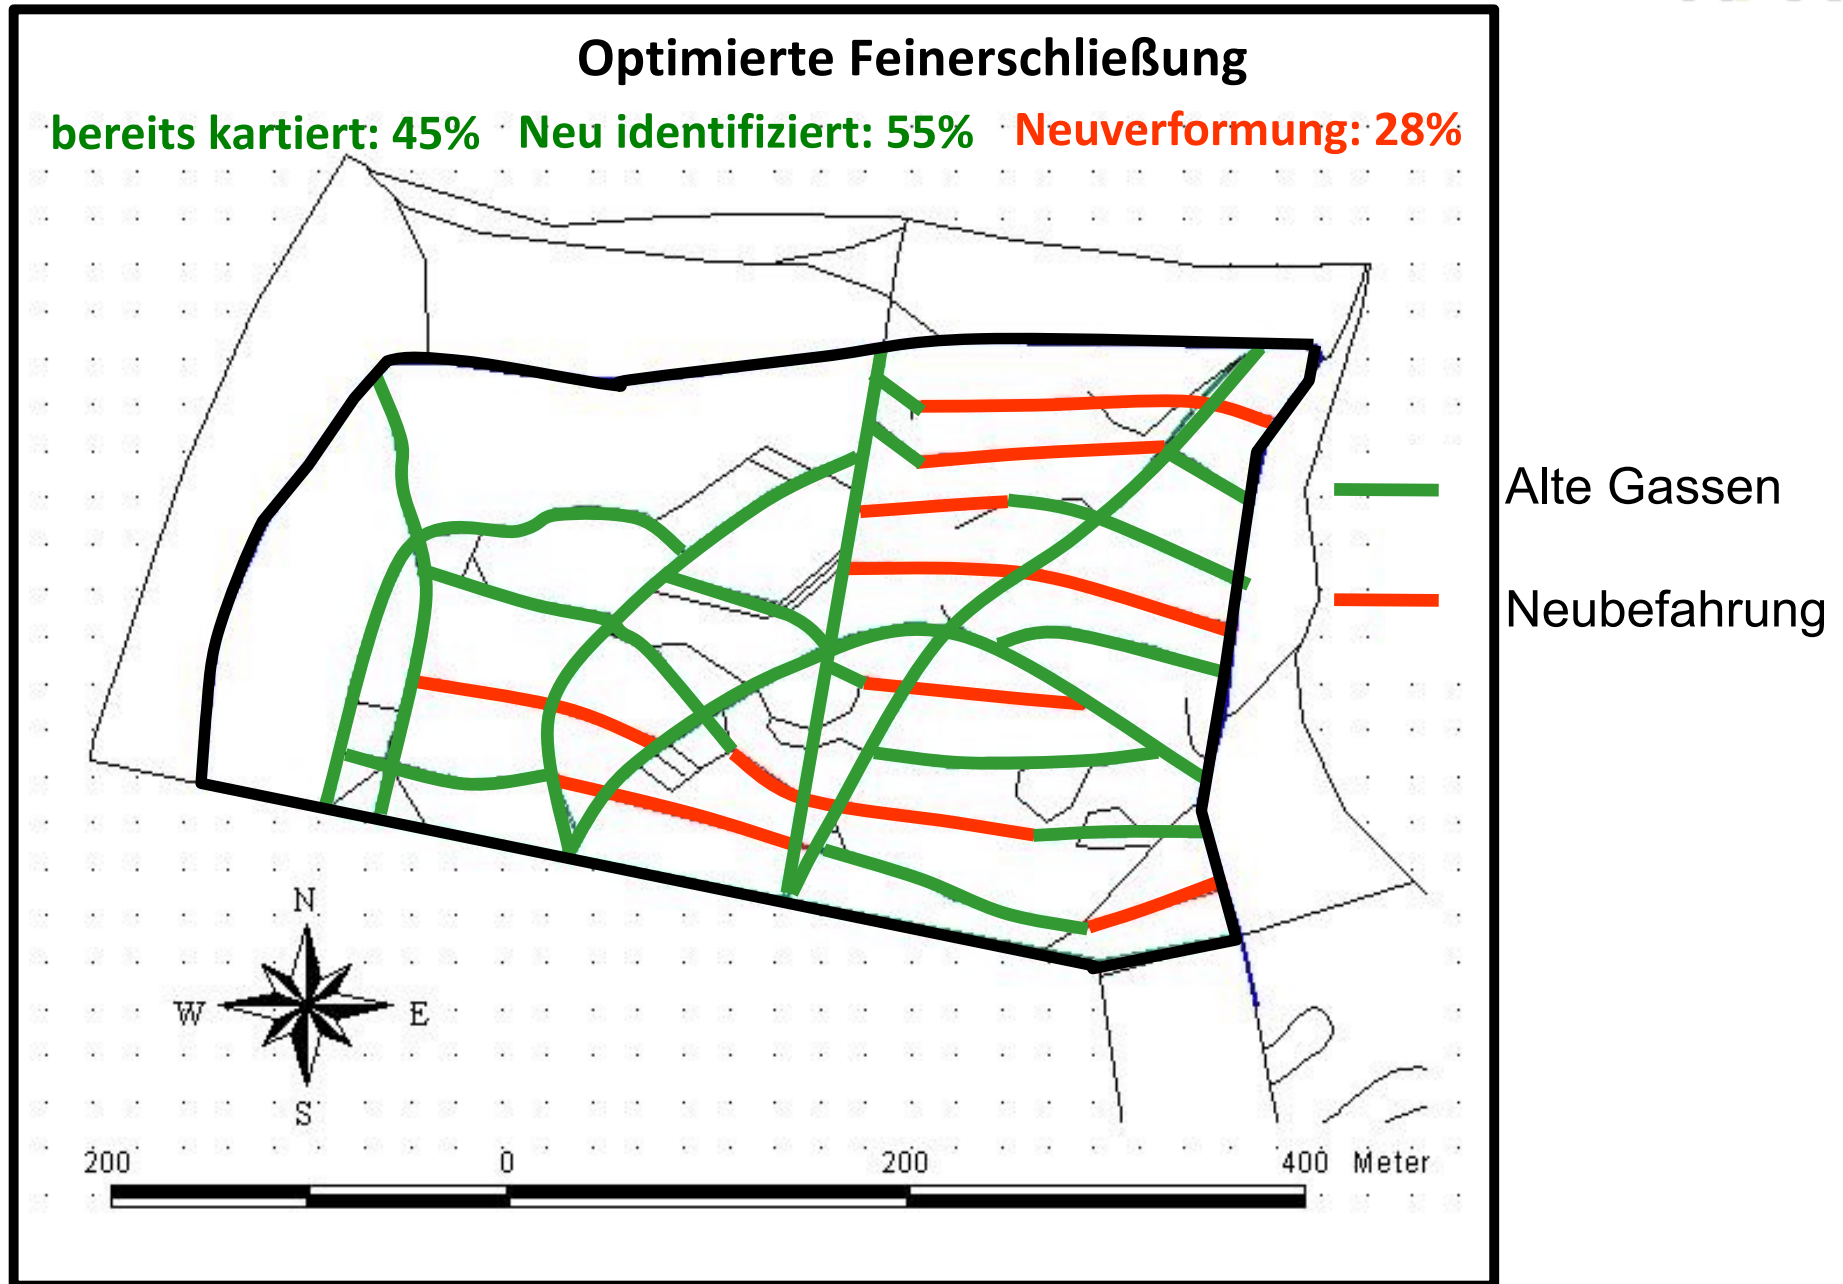 Optimierte Feinerschließung
bereits kartiert: 45% Neu identifiziert: 55% Neuverformung: 28%
Alte Gassen
Neubefahrung
N
W E
S
200 0 200 400 Meter